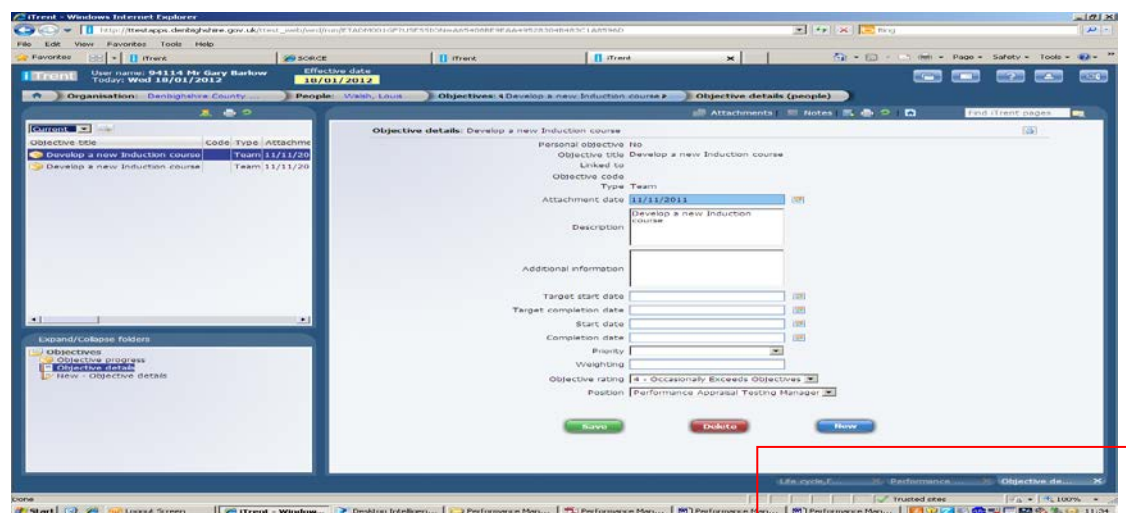 iTrent - Windows Internet Explorer
Bing
File Edit View Favorites Tools Help
Favorites iTrent SORCE iTrent iTrent Page Safety Tools
iTrent User name: 94114 Mr Gary Barlow Effective date
Today: Wed 18/01/2012 18/01/2012
Organisation: Denbighshire County ... People: Walsh, Louis Objectives: Develop a new Induction course Objective details (people)
Attachments Notes Find iTrent pages
Current
Objective title Code Type Attachme
Develop a new Induction course Team 11/11/20
Develop a new Induction course Team 11/11/20
Objective details: Develop a new Induction course
Personal objective No
Objective title Develop a new Induction course
Linked to
Objective code
Type Team
Attachment date 11/11/2011
Description Develop a new Induction
course
Additional information
Target start date
Target completion date
Start date
Completion date
Priority
Weighting
Objective rating 4 - Occasionally Exceeds Objectives
Position Performance Appraisal Testing Manager
Save Delete New
Expand/Collapse folders
Objectives
Objective progress
Objective details
New - Objective details
Life cycle,F... Performance ... Objective de...
Done Trusted sites 100%
Start Logout Screen iTrent - Window... Desktop Intelligen... Performance Man... Performance Man... Performance Man... Performance Man... 11:34